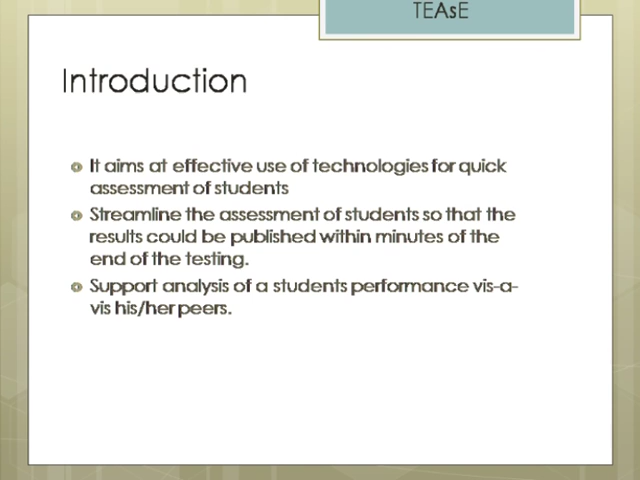 TEAsE
Introduction
It aims at effective use of technologies for quick
assessment of students
Streamline the assessment of students so that the
results could be published within minutes of the
end of the testing.
Support analysis of a students performance vis-a-
vis his/her peers.